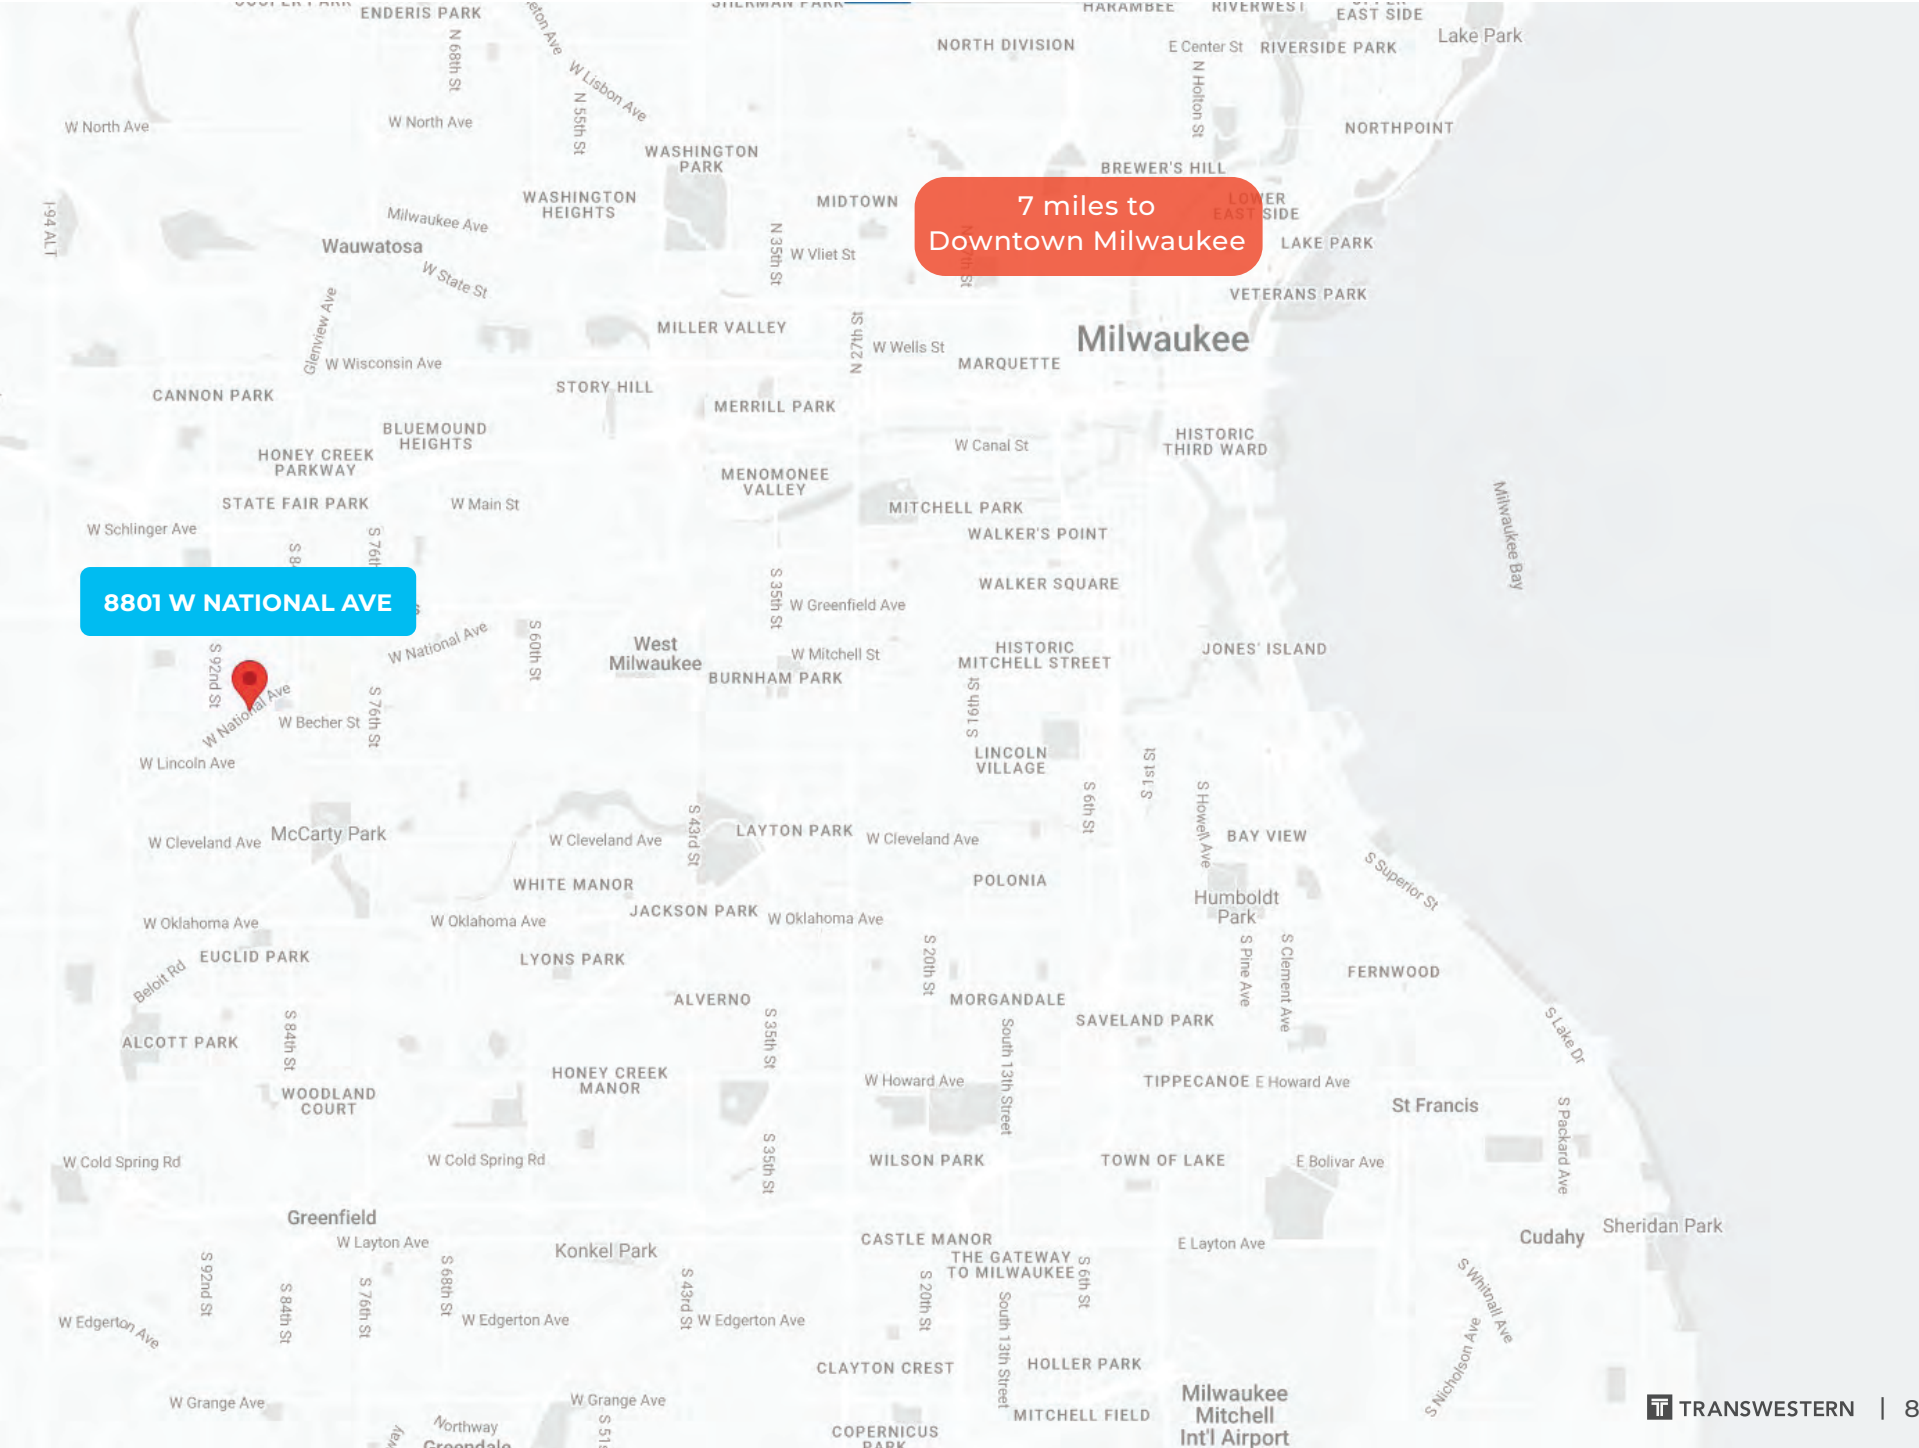 ENDERIS PARK
HARAMBEE
RIVERWEST
EAST SIDE
Lake Park
N 68th St
W Lisbon Ave
NORTH DIVISION
E Center St
RIVERSIDE PARK
N 55th St
N Holton St
W North Ave
W North Ave
NORTHPOINT
WASHINGTON
PARK
BREWER'S HILL
WASHINGTON
HEIGHTS
MIDTOWN
7 miles to
Downtown Milwaukee
LOWER
EAST SIDE
I-94 ALT
Milwaukee Ave
Wauwatosa
W State St
N 35th St
W Vliet St
LAKE PARK
VETERANS PARK
Glenview Ave
MILLER VALLEY
N 27th St
W Wells St
Milwaukee
MARQUETTE
W Wisconsin Ave
CANNON PARK
STORY HILL
MERRILL PARK
BLUEMOUND
HEIGHTS
HONEY CREEK
PARKWAY
W Canal St
HISTORIC
THIRD WARD
MENOMONEE
VALLEY
STATE FAIR PARK
W Main St
MITCHELL PARK
W Schlinger Ave
WALKER'S POINT
Milwaukee Bay
S 76th
WALKER SQUARE
8801 W NATIONAL AVE
S 35th St
W Greenfield Ave
S 92nd St
W National Ave
S 60th St
West
Milwaukee
W Mitchell St
HISTORIC
MITCHELL STREET
JONES' ISLAND
BURNHAM PARK
W National Ave
W Becher St
S 76th St
S 16th St
W Lincoln Ave
LINCOLN
VILLAGE
S 1st St
S 6th St
S Howell Ave
W Cleveland Ave
McCarty Park
W Cleveland Ave
S 43rd St
LAYTON PARK
W Cleveland Ave
BAY VIEW
S Superior St
WHITE MANOR
POLONIA
Humboldt
Park
W Oklahoma Ave
W Oklahoma Ave
JACKSON PARK
W Oklahoma Ave
EUCLID PARK
LYONS PARK
S 20th St
S Pine Ave
S Clement Ave
FERNWOOD
Beloit Rd
ALVERNO
MORGANDALE
SAVELAND PARK
S Lake Dr
ALCOTT PARK
S 84th St
S 35th St
South 13th Street
HONEY CREEK
MANOR
W Howard Ave
TIPPECANOE
E Howard Ave
WOODLAND
COURT
St Francis
S Packard Ave
W Cold Spring Rd
W Cold Spring Rd
S 35th St
WILSON PARK
TOWN OF LAKE
E Bolivar Ave
Greenfield
W Layton Ave
Konkel Park
CASTLE MANOR
THE GATEWAY
TO MILWAUKEE
E Layton Ave
Cudahy
Sheridan Park
S 92nd St
S 84th St
S 76th St
S 68th St
S 43rd St
S 20th St
S 6th St
South 13th Street
S Whitnall Ave
W Edgerton Ave
W Edgerton Ave
W Edgerton Ave
S Nicholson Ave
CLAYTON CREST
HOLLER PARK
W Grange Ave
W Grange Ave
Milwaukee
Mitchell
Int'l Airport
MITCHELL FIELD
Northway
Greendale
COPERNICUS
PARK
TRANSWESTERN | 8